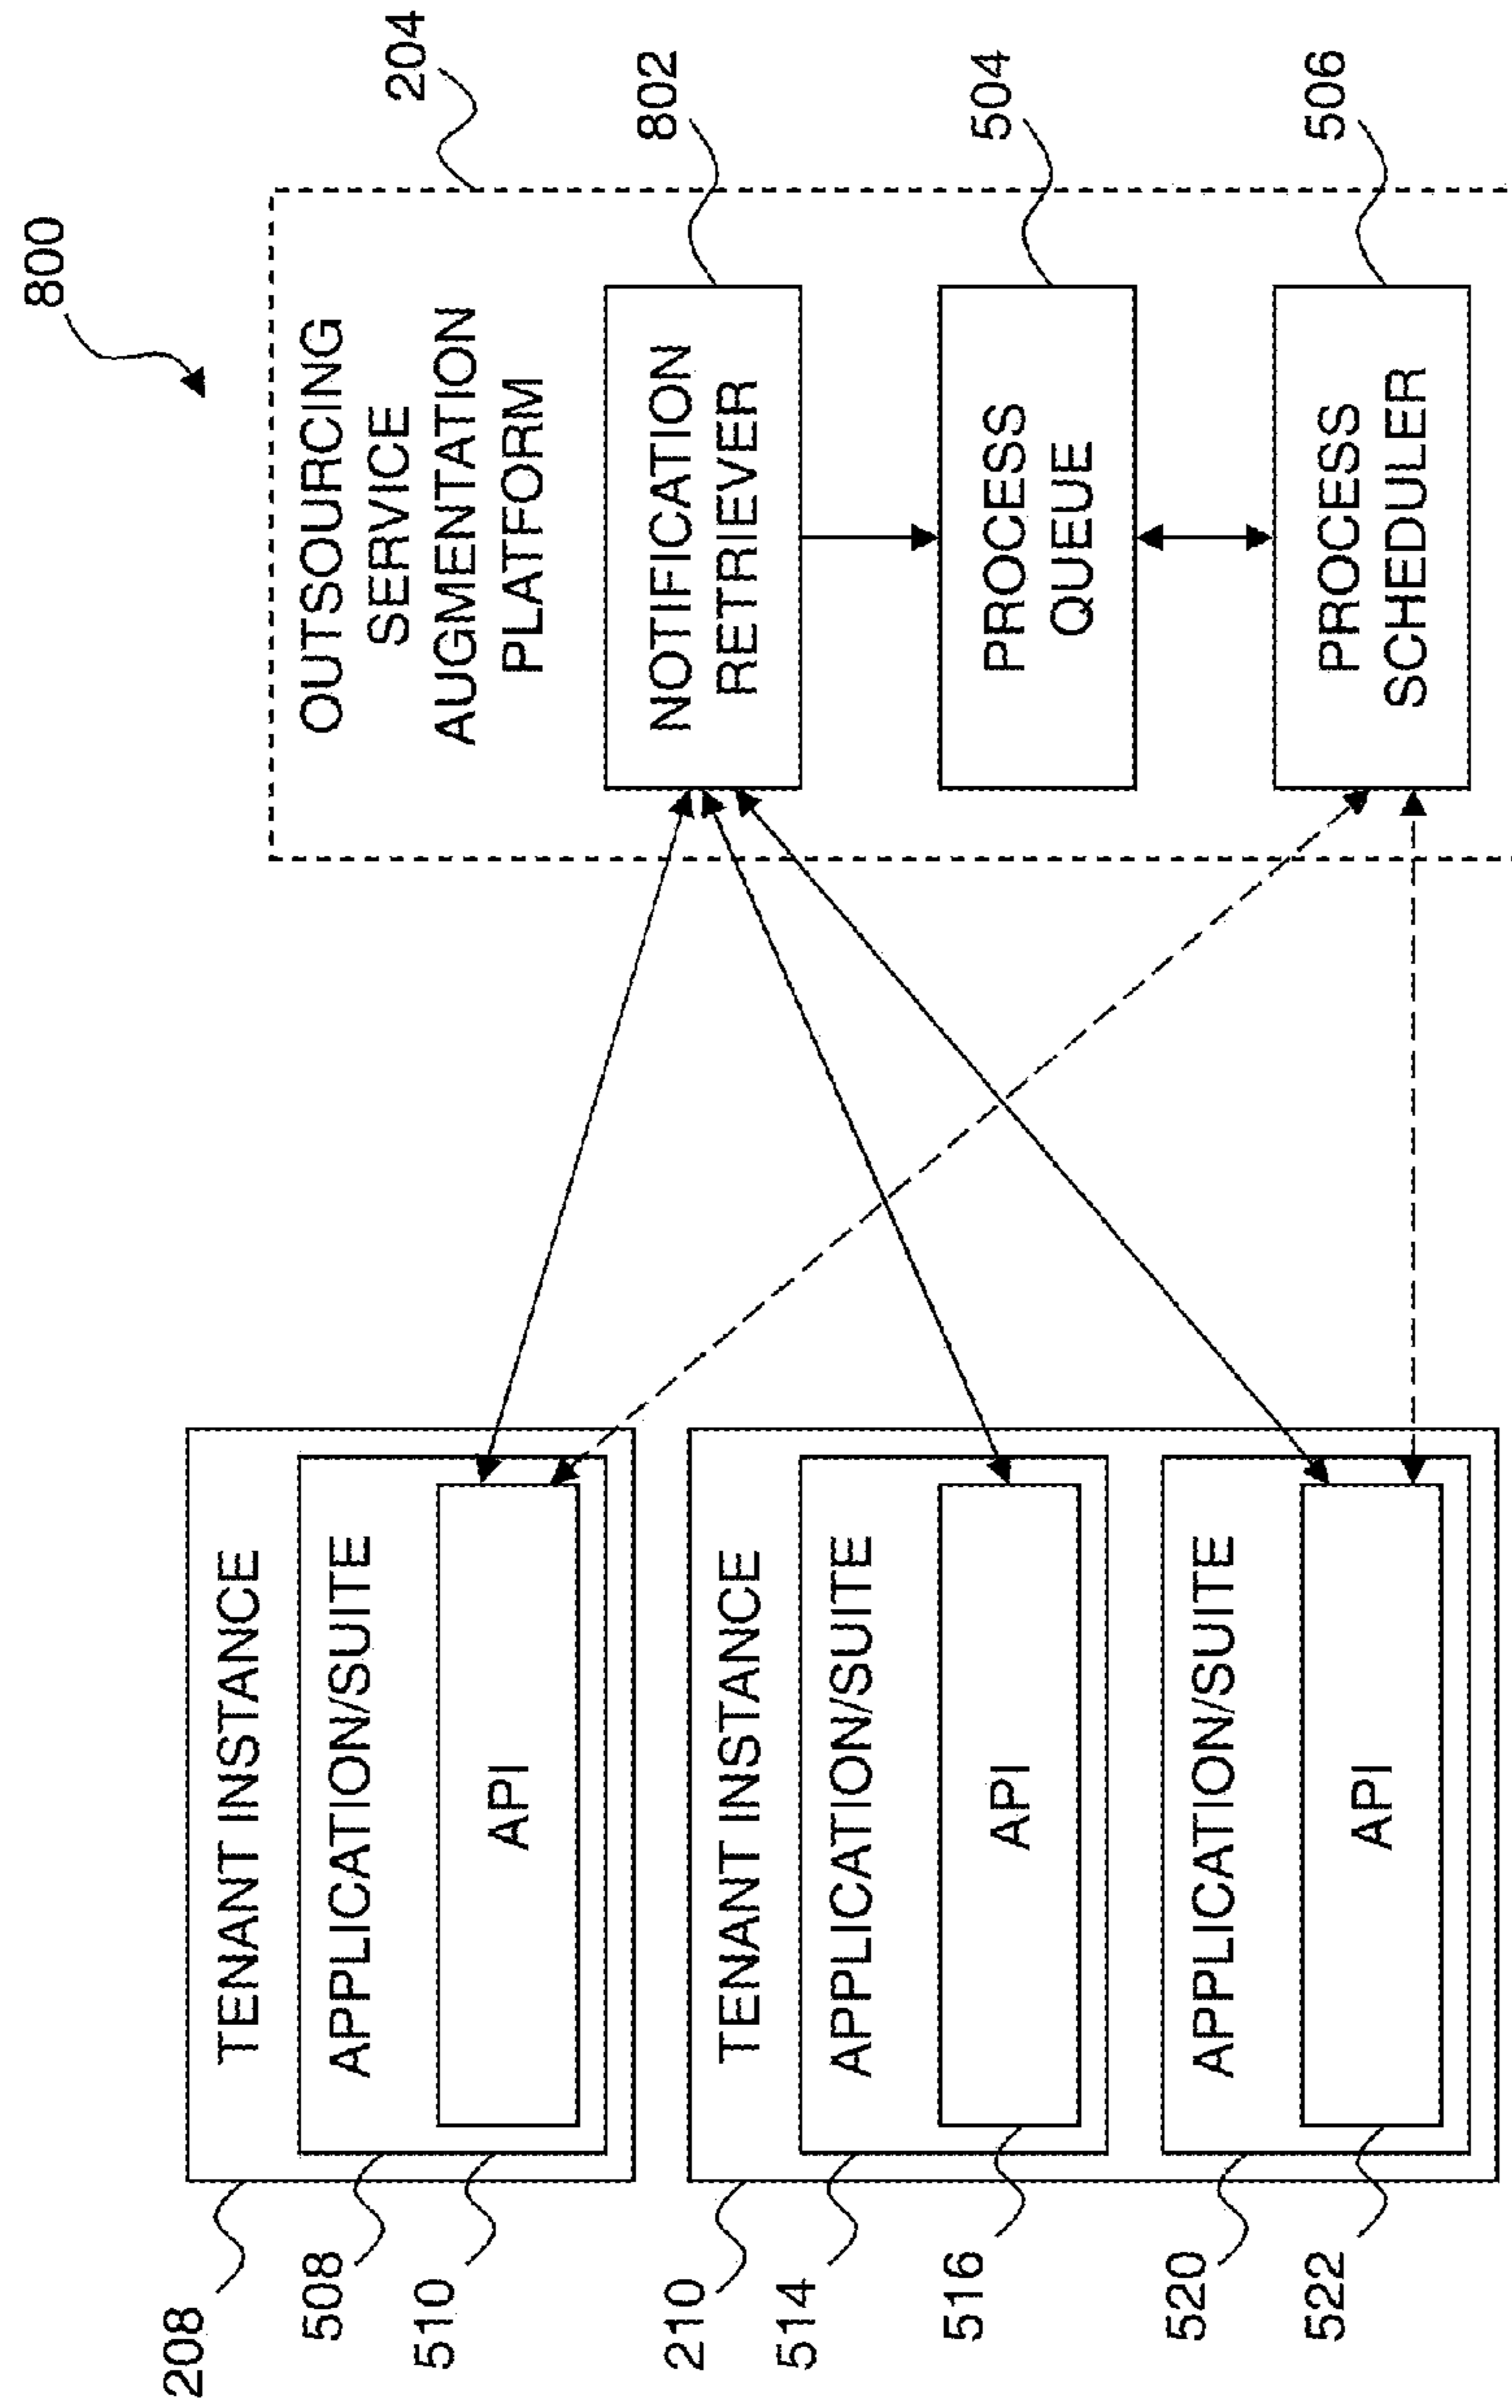 800
204
OUTSOURCING
SERVICE
AUGMENTATION
PLATFORM
NOTIFICATION
RETRIEVER
802
PROCESS
QUEUE
504
PROCESS
SCHEDULER
506
TENANT INSTANCE
APPLICATION/SUITE
API
208
508
510
TENANT INSTANCE
APPLICATION/SUITE
API
210
514
516
APPLICATION/SUITE
API
520
522